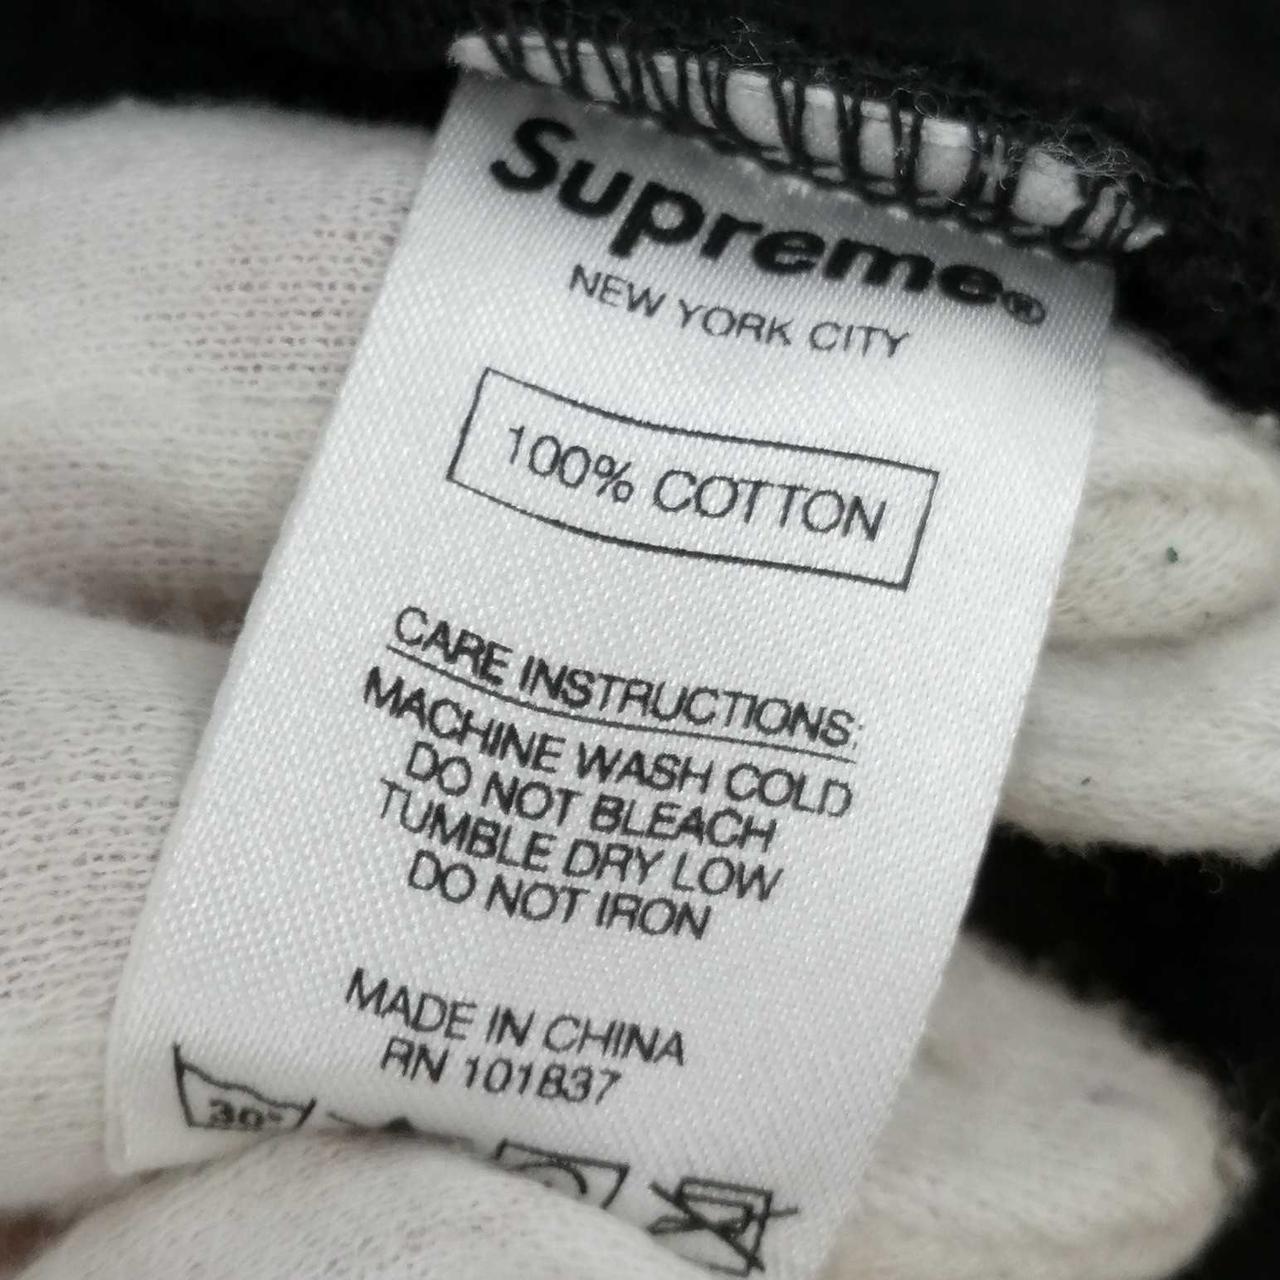 Supreme®
NEW YORK CITY
100% COTTON
CARE INSTRUCTIONS:
MACHINE WASH COLD
DO NOT BLEACH
TUMBLE DRY LOW
DO NOT IRON
MADE IN CHINA
RN 101837
30°